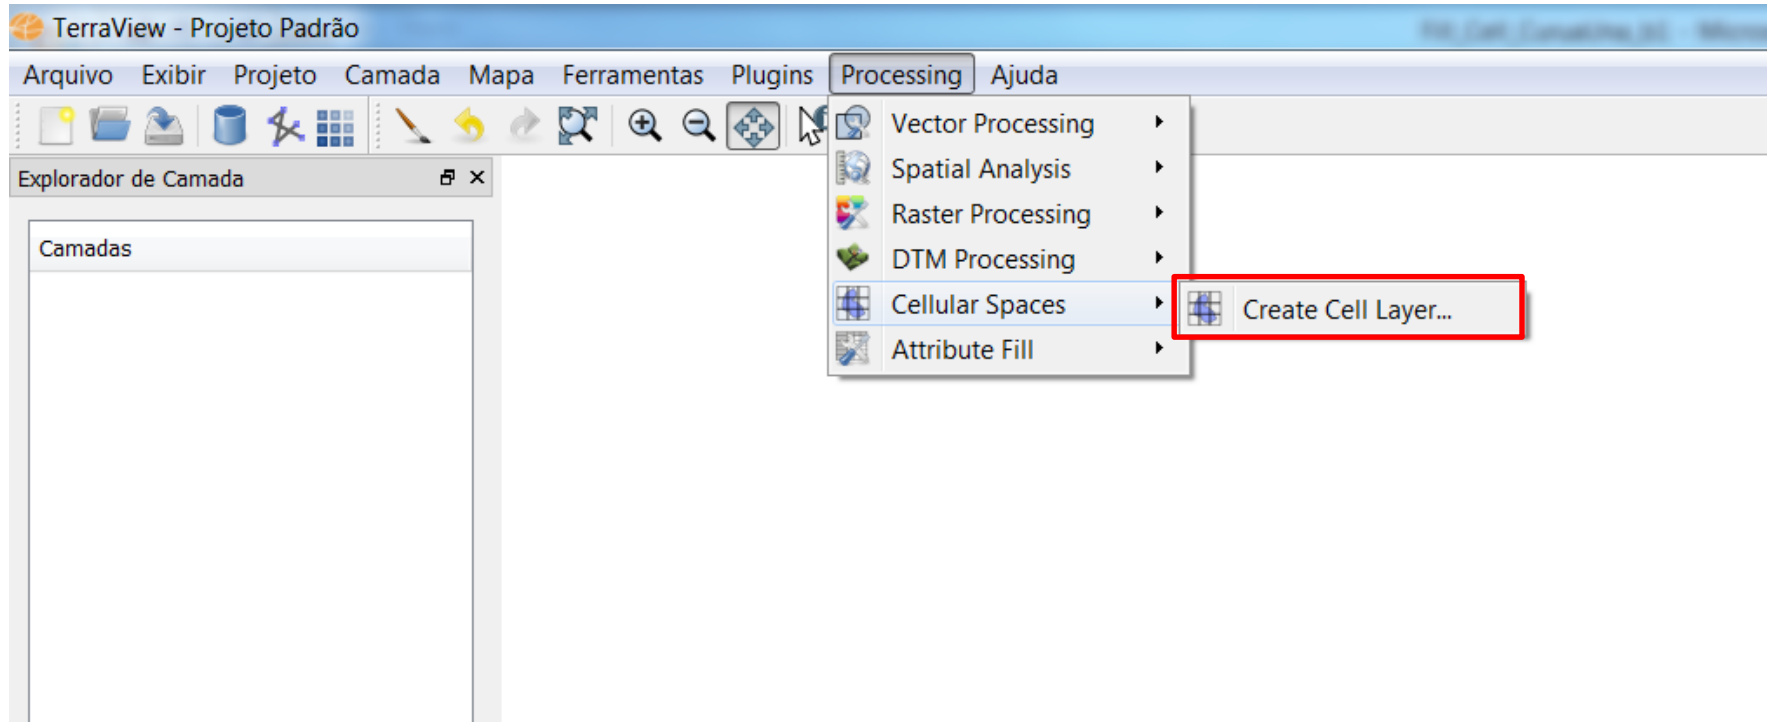 TerraView - Projeto Padrão
Arquivo Exibir Projeto Camada Mapa Ferramentas Plugins Processing Ajuda
Explorador de Camada
Camadas
Vector Processing
Spatial Analysis
Raster Processing
DTM Processing
Cellular Spaces
Create Cell Layer...
Attribute Fill